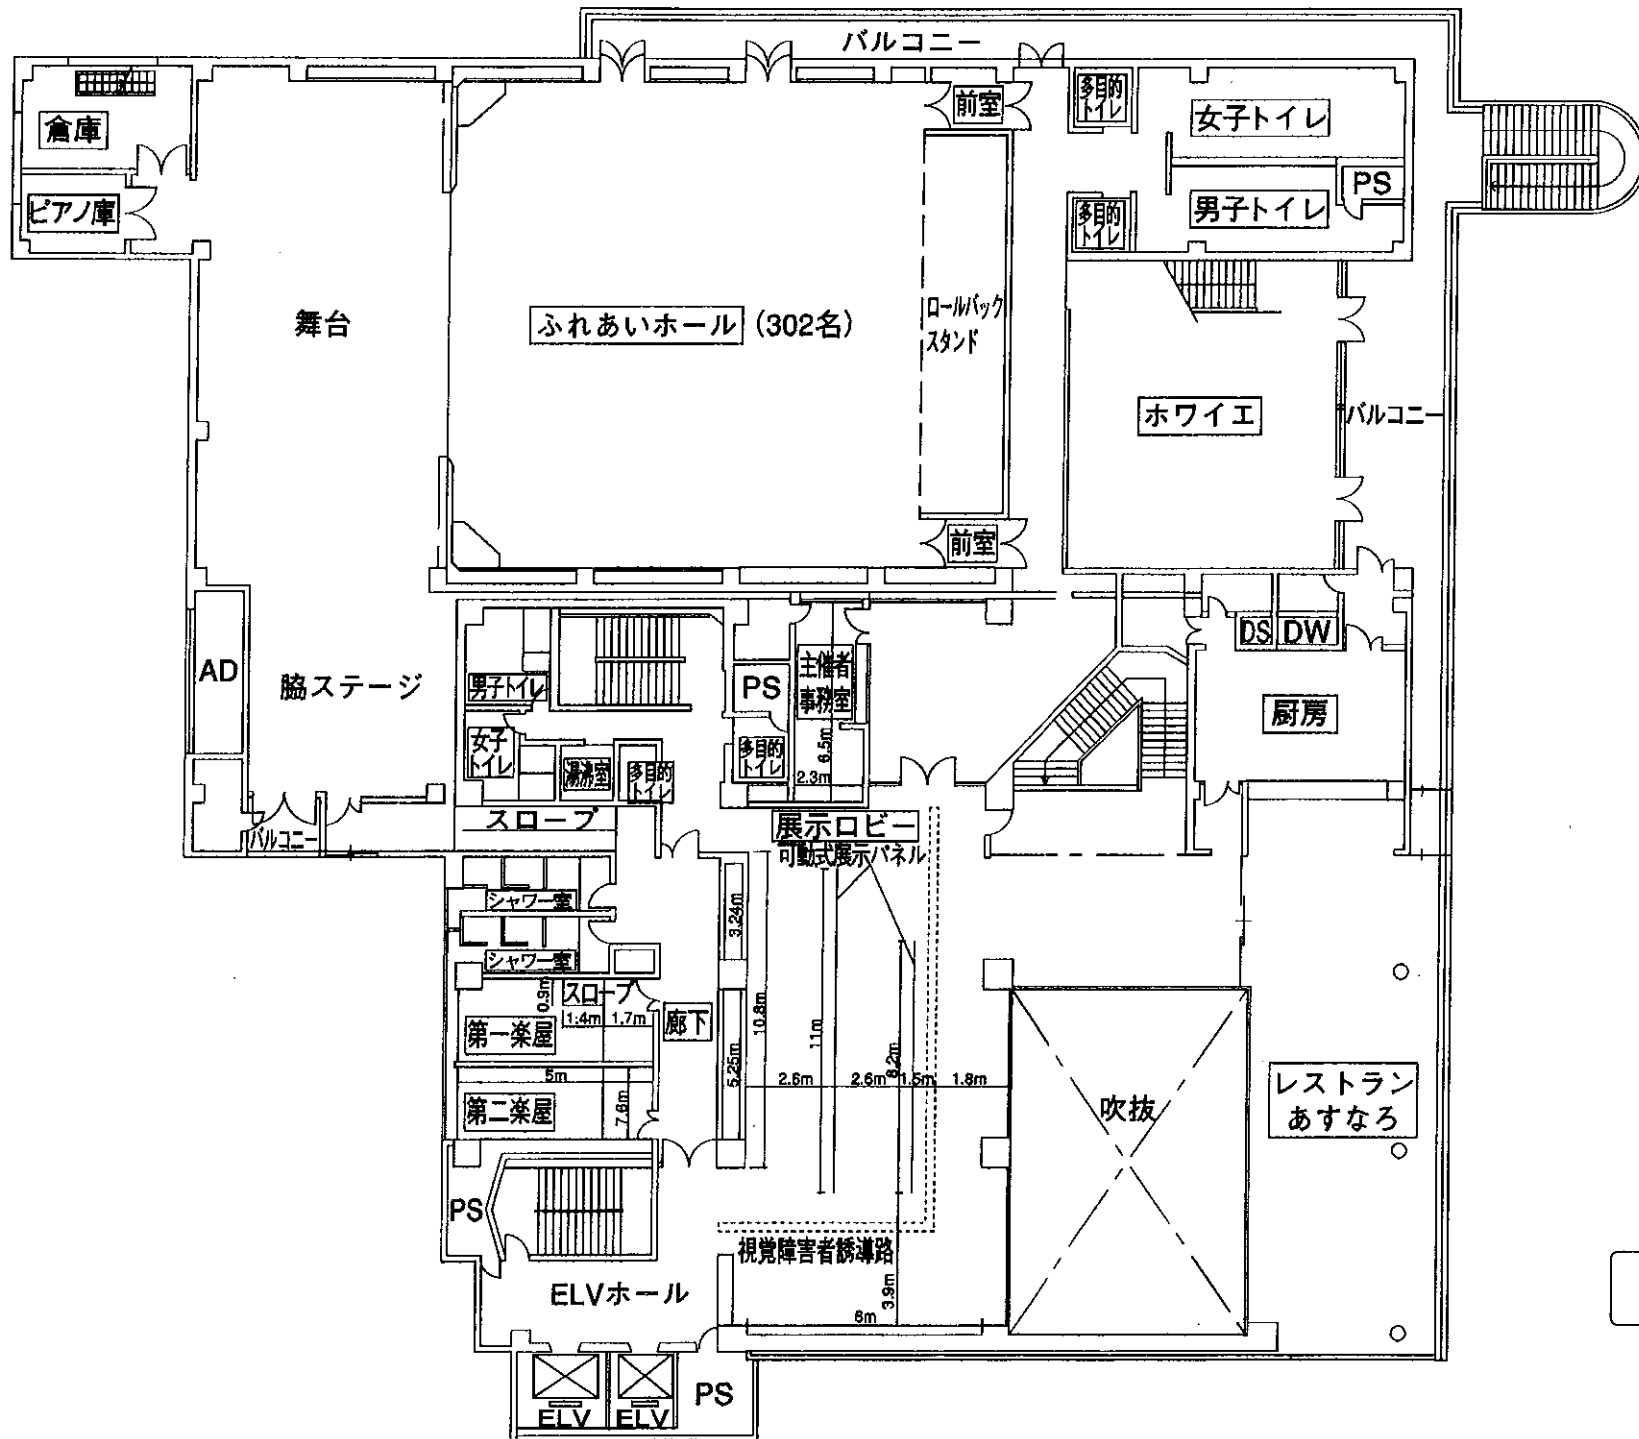 バルコニー
倉庫
ピアノ庫
前室
多目的
トイレ
女子トイレ
PS
男子トイレ
多目的
トイレ
舞台
ふれあいホール (302名)
ロールバック
スタンド
ホワイエ
バルコニー
前室
AD
脇ステージ
男子トイレ
女子
トイレ
湯沸室
多目的
トイレ
PS
多目的
トイレ
主催者
事務室
6.5m
2.3m
DS
DW
厨房
スロープ
バルコニー
展示ロビー
可動式展示パネル
シャワー室
シャワー室
3.24m
10.8m
11m
8.2m
0.9m
スロープ
1.4m
1.7m
第一楽屋
廊下
5.25m
5m
2.6m
2.6m
1.5m
1.8m
第二楽屋
7.6m
吹抜
レストラン
あすなろ
PS
視覚障害者誘導路
ELVホール
3.9m
6m
ELV
ELV
PS